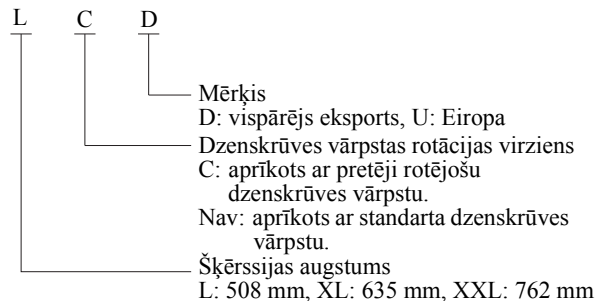 L C D
Mērķis
D: vispārējs eksports, U: Eiropa
Dzenskrūves vārpstas rotācijas virziens
C: aprīkots ar pretēji rotējošu
dzenskrūves vārpstu.
Nav: aprīkots ar standarta dzenskrūves
vārpstu.
Šķērssijas augstums
L: 508 mm, XL: 635 mm, XXL: 762 mm